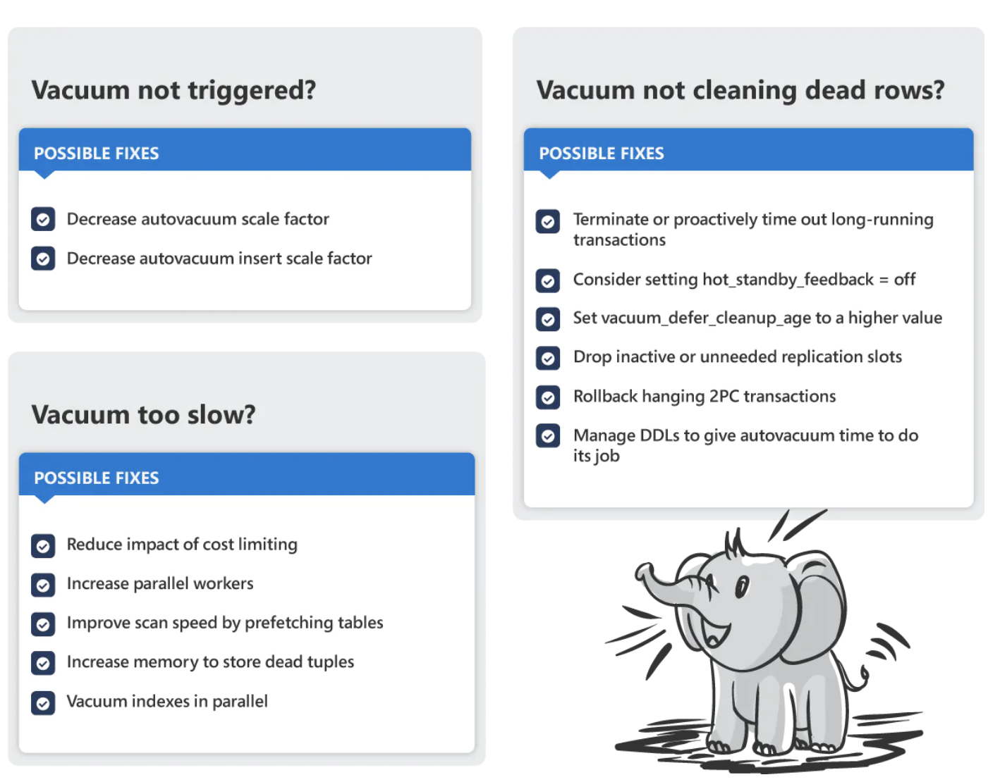 Vacuum not triggered?
POSSIBLE FIXES
Decrease autovacuum scale factor
Decrease autovacuum insert scale factor
Vacuum too slow?
POSSIBLE FIXES
Reduce impact of cost limiting
Increase parallel workers
Improve scan speed by prefetching tables
Increase memory to store dead tuples
Vacuum indexes in parallel
Vacuum not cleaning dead rows?
POSSIBLE FIXES
Terminate or proactively time out long-running
transactions
Consider setting hot_standby_feedback = off
Set vacuum_defer_cleanup_age to a higher value
Drop inactive or unneeded replication slots
Rollback hanging 2PC transactions
Manage DDLs to give autovacuum time to do
its job